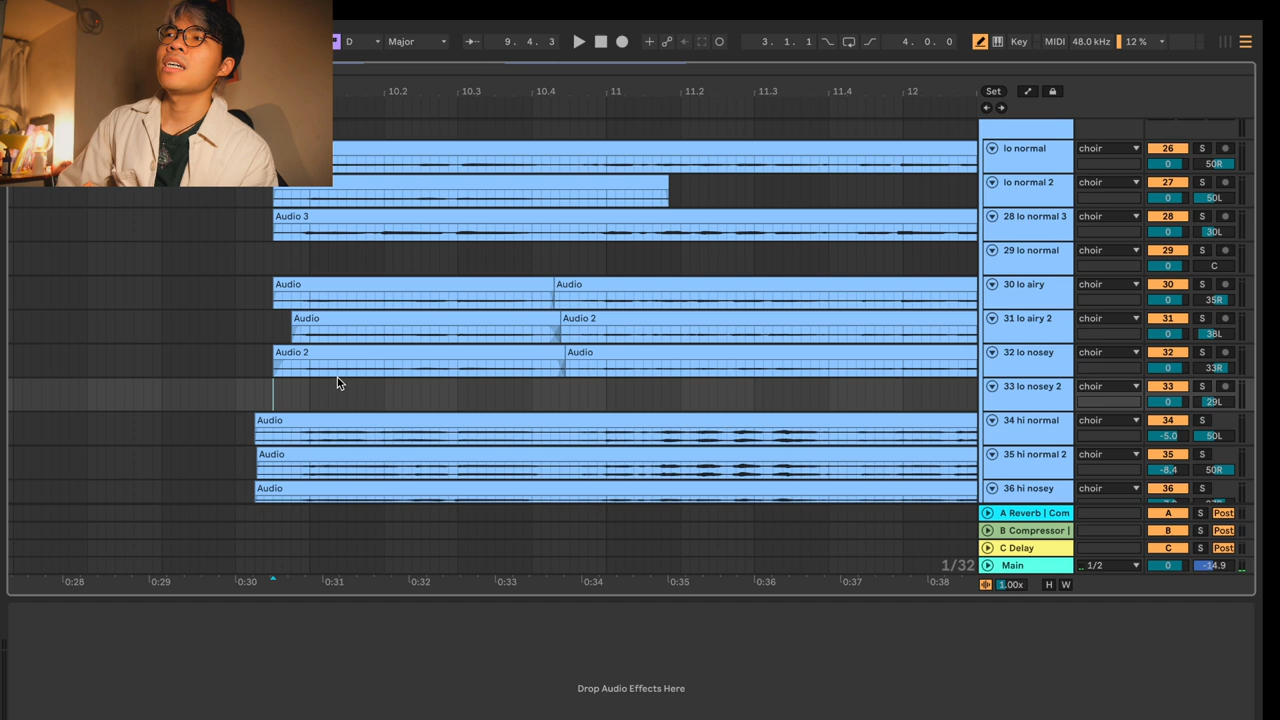 D Major 9. 4. 3 3. 1. 1 4. 0. 0 Key MIDI 48.0 kHz 12 %
10.2 10.3 10.4 11 11.2 11.3 11.4 12 Set
lo normal choir 26 S
0 50R
lo normal 2 choir 27 S
0 50L
Audio 3 28 lo normal 3 choir 28 S
0 30L
29 lo normal choir 29 S
0 C
Audio Audio 30 lo airy choir 30 S
0 35R
Audio Audio 2 31 lo airy 2 choir 31 S
0 38L
Audio 2 Audio 32 lo nosey choir 32 S
0 33R
33 lo nosey 2 choir 33 S
0 29L
Audio 34 hi normal choir 34 S
-5.0 50L
Audio 35 hi normal 2 choir 35 S
-8.4 50R
Audio 36 hi nosey choir 36 S
A Reverb | Com A S Post
B Compressor | B S Post
C Delay C S Post
1/32 Main 1/2 0 -14.9
0:28 0:29 0:30 0:31 0:32 0:33 0:34 0:35 0:36 0:37 0:38 1.00x H W
Drop Audio Effects Here